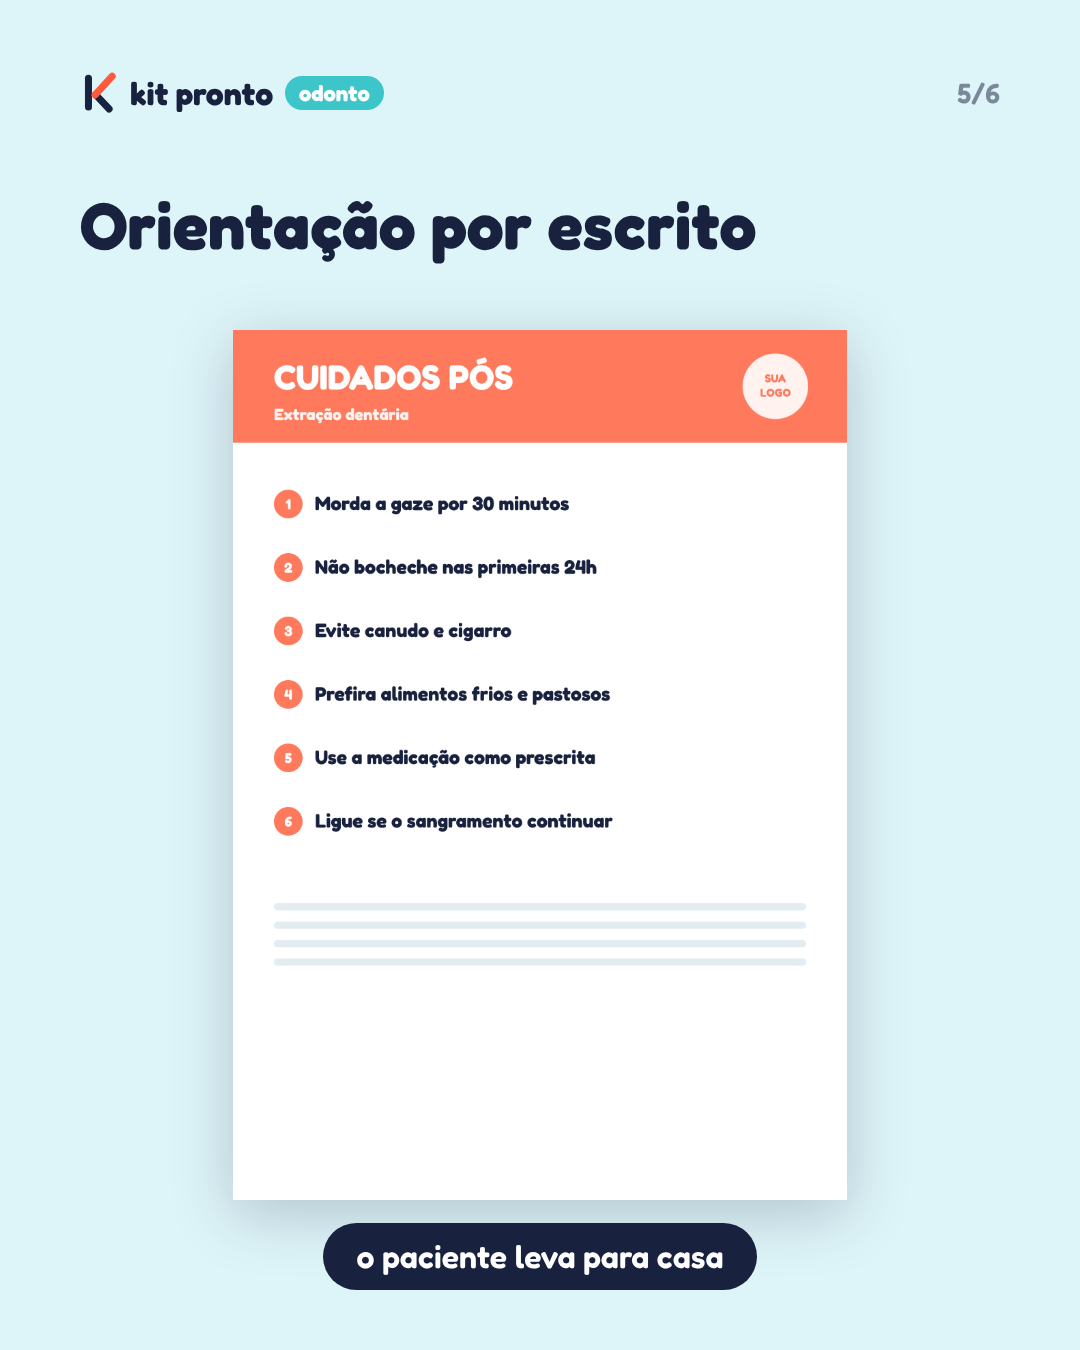 kit pronto odonto
5/6
Orientação por escrito
CUIDADOS PÓS
Extração dentária
SUA
LOGO
1 Morda a gaze por 30 minutos
2 Não bocheche nas primeiras 24h
3 Evite canudo e cigarro
4 Prefira alimentos frios e pastosos
5 Use a medicação como prescrita
6 Ligue se o sangramento continuar
o paciente leva para casa